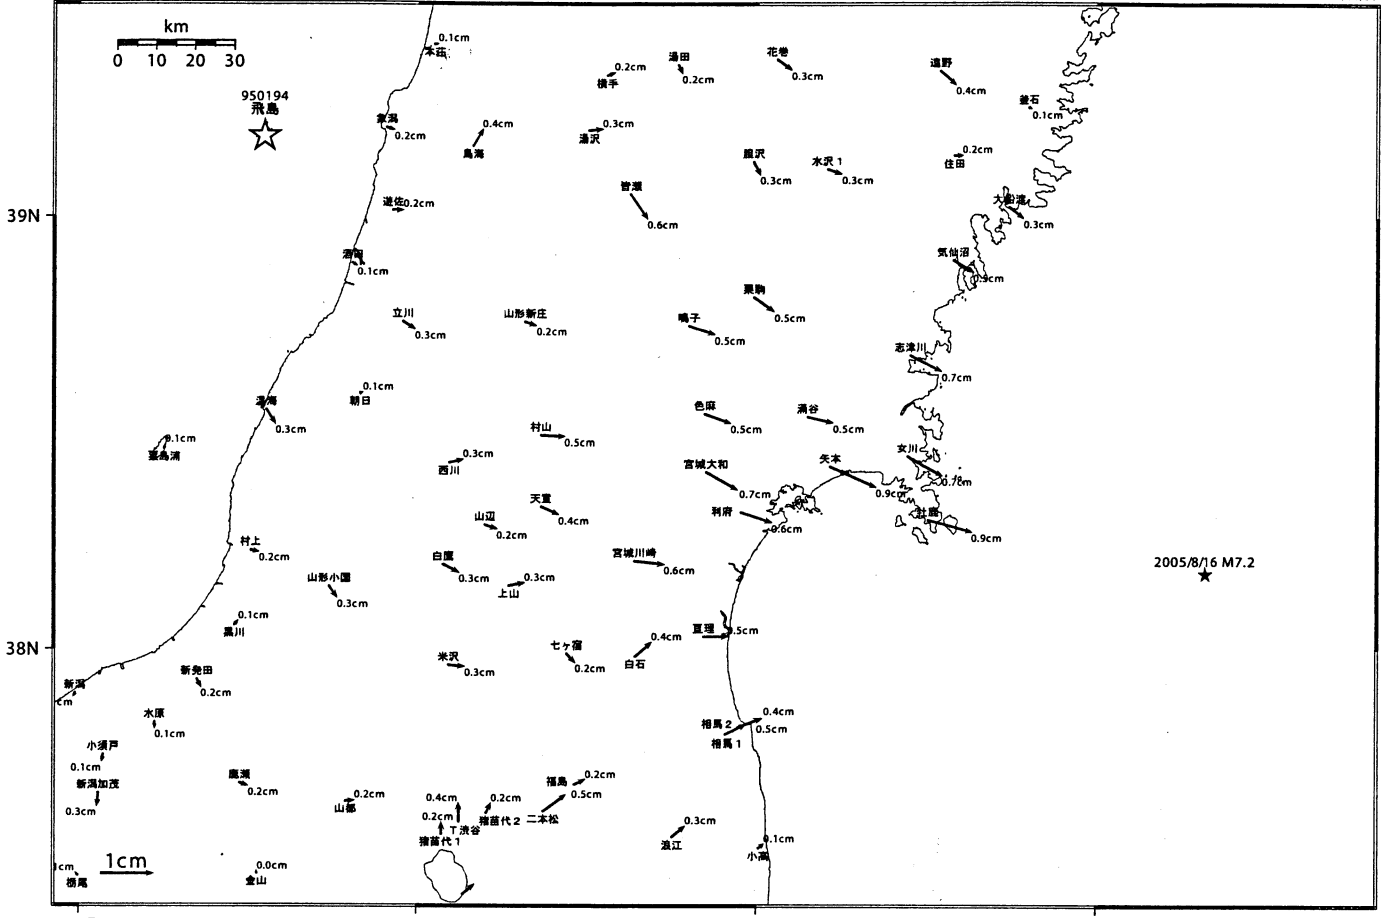 km
0 10 20 30
950194
飛島
本荘
0.1cm
横手
0.2cm
湯田
0.2cm
花巻
0.3cm
遠野
0.4cm
釜石
0.1cm
象潟
0.2cm
鳥海
0.4cm
湯沢
0.3cm
胆沢
0.3cm
水沢1
0.3cm
住田
0.2cm
39N
遊佐
0.2cm
皆瀬
0.6cm
大船渡
0.3cm
酒田
0.1cm
気仙沼
0.5cm
立川
0.3cm
山形新庄
0.2cm
栗駒
0.5cm
鳴子
0.5cm
志津川
0.7cm
朝日
0.1cm
温海
0.3cm
色麻
0.5cm
涌谷
0.5cm
粟島浦
0.1cm
村山
0.5cm
西川
0.3cm
宮城大和
0.7cm
矢本
0.9cm
女川
0.7cm
天童
0.4cm
利府
0.6cm
牡鹿
0.9cm
山辺
0.2cm
村上
0.2cm
白鷹
0.3cm
宮城川崎
0.6cm
2005/8/16 M7.2
山形小国
0.3cm
上山
0.3cm
黒川
0.1cm
38N
亘理
0.5cm
七ヶ宿
0.2cm
白石
0.4cm
米沢
0.3cm
新潟
cm
新発田
0.2cm
水原
0.1cm
相馬2
0.4cm
相馬1
0.5cm
小須戸
0.1cm
新潟加茂
0.3cm
鹿瀬
0.2cm
山都
0.2cm
福島
0.2cm
二本松
0.5cm
T渋谷
0.4cm
猪苗代1
0.2cm
猪苗代2
0.2cm
浪江
0.3cm
小高
0.1cm
栃尾
1cm
1cm
金山
0.0cm